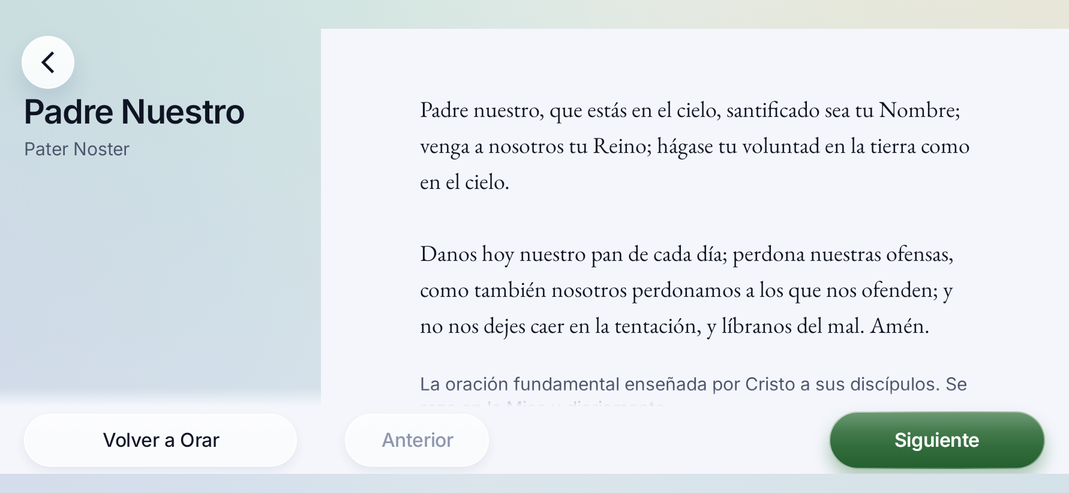 Padre Nuestro
Pater Noster
Padre nuestro, que estás en el cielo, santificado sea tu Nombre;
venga a nosotros tu Reino; hágase tu voluntad en la tierra como
en el cielo.
Danos hoy nuestro pan de cada día; perdona nuestras ofensas,
como también nosotros perdonamos a los que nos ofenden; y
no nos dejes caer en la tentación, y líbranos del mal. Amén.
La oración fundamental enseñada por Cristo a sus discípulos. Se
Volver a Orar
Anterior
Siguiente